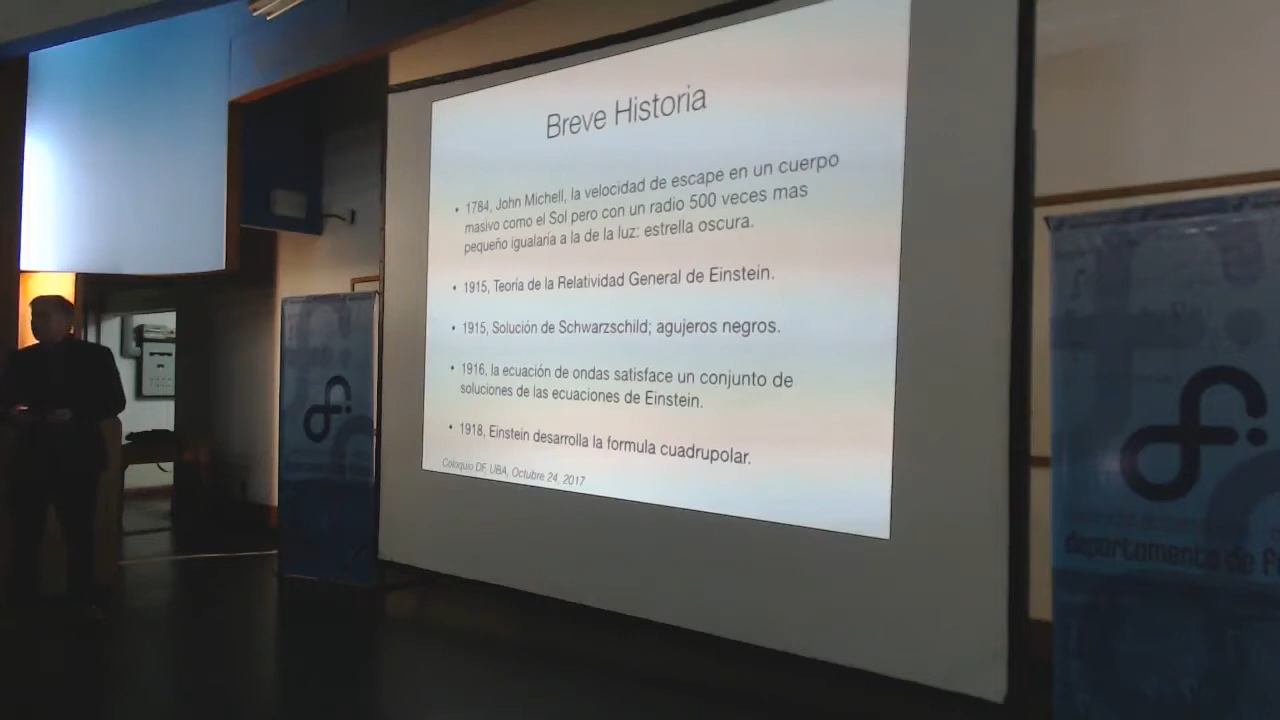 Breve Historia
• 1784, John Michell, la velocidad de escape en un cuerpo
masivo como el Sol pero con un radio 500 veces mas
pequeño igualaría a la de la luz: estrella oscura.
• 1915, Teoría de la Relatividad General de Einstein.
• 1915, Solución de Schwarzschild; agujeros negros.
• 1916, la ecuación de ondas satisface un conjunto de
soluciones de las ecuaciones de Einstein.
• 1918, Einstein desarrolla la formula cuadrupolar.
Coloquio DF, UBA, Octubre 24, 2017
df
df
departamento de f